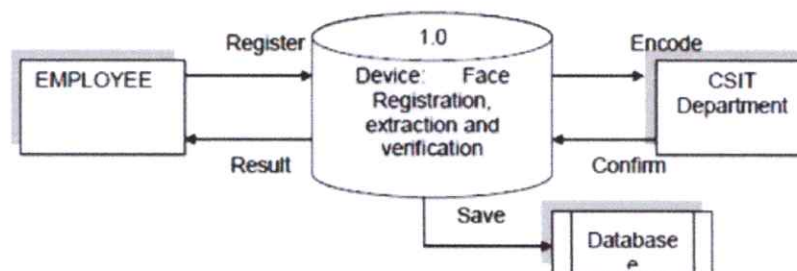 Register
1.0
Encode
EMPLOYEE
Device: Face
Registration,
extraction and
verification
CSIT
Department
Result
Confirm
Save
Database
e